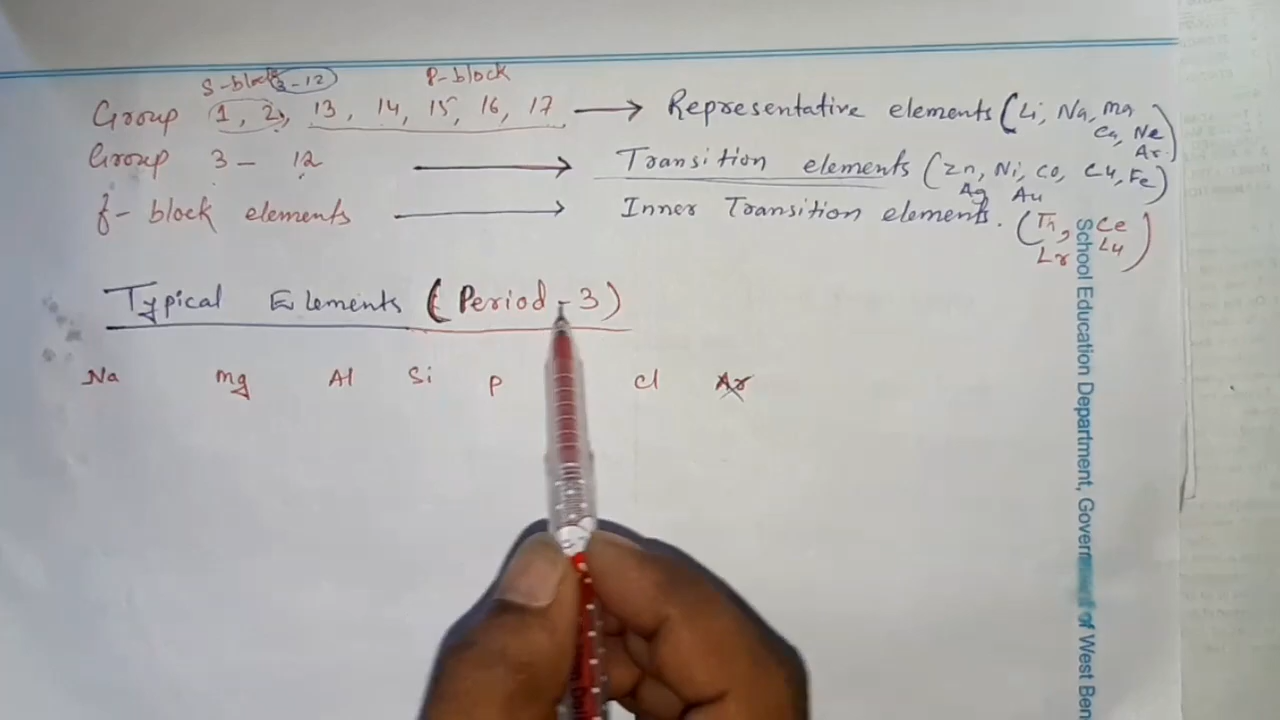 S-block 3-12 P-block
Group 1, 2, 13, 14, 15, 16, 17 → Representative elements (Li, Na, Mg
Ca, Ne
Ar)
Group 3 - 12 → Transition elements (Zn, Ni, Co, Cu, Fe)
Ag Au
f- block elements → Inner Transition elements. (Th, Ce
Lr Lu)
Typical Elements (Period-3)
Na Mg Al Si P Cl Ar
School Education Department, Government of West Ben